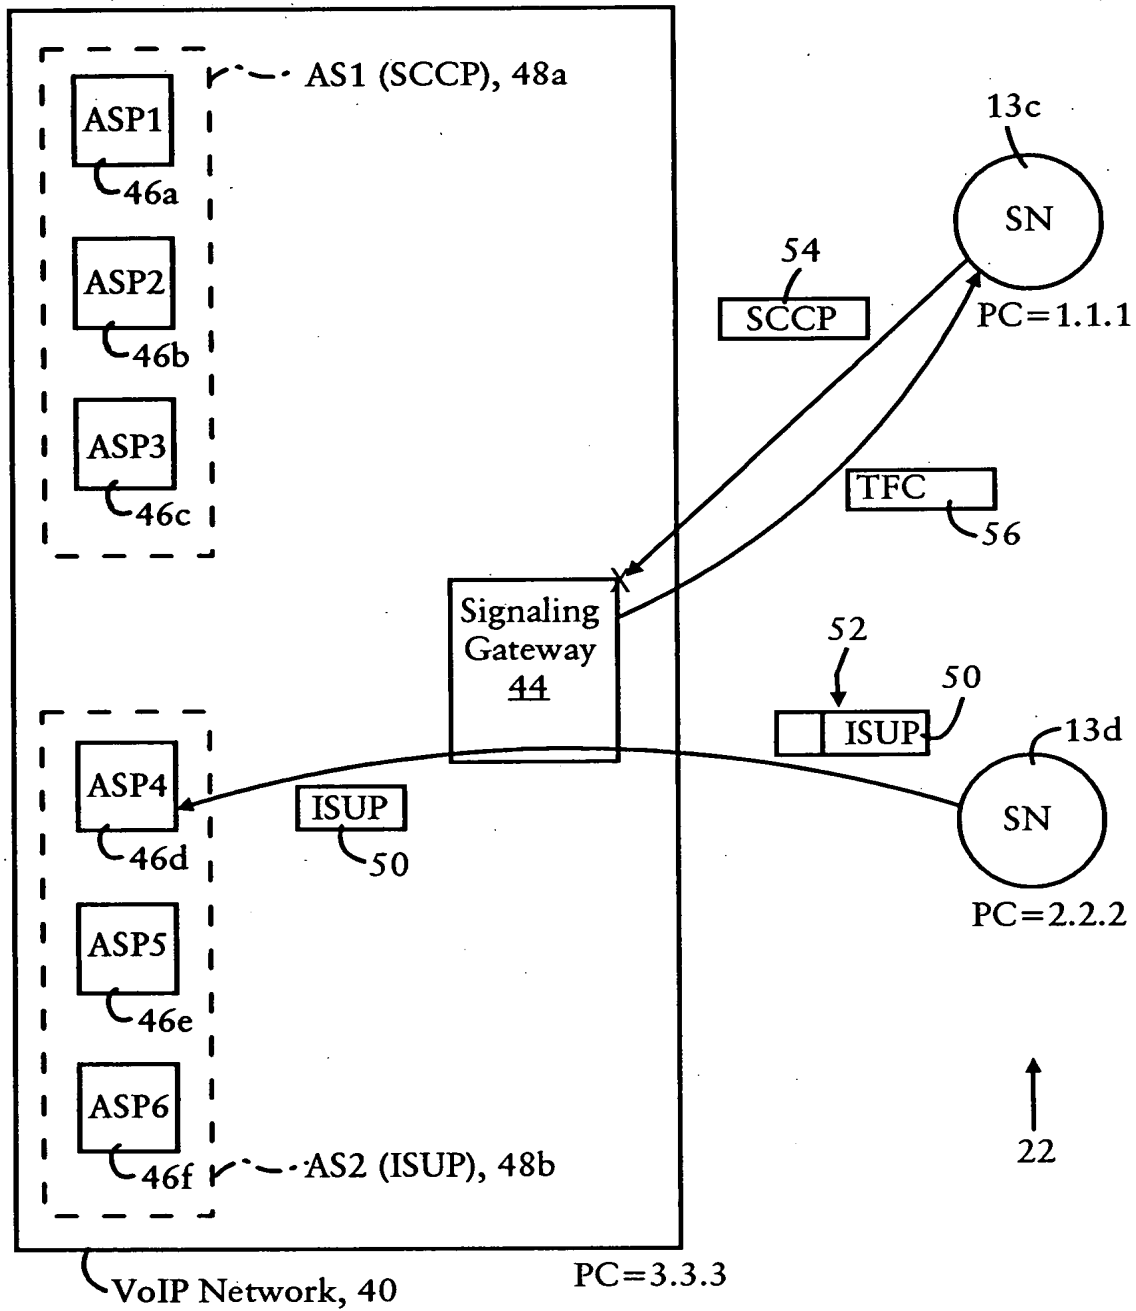 AS1 (SCCP), 48a
ASP1
46a
ASP2
46b
ASP3
46c
13c
SN
PC=1.1.1
54
SCCP
TFC
56
Signaling
Gateway
44
52
50
ISUP
13d
SN
PC=2.2.2
ASP4
46d
ISUP
50
ASP5
46e
ASP6
46f
AS2 (ISUP), 48b
22
VoIP Network, 40
PC=3.3.3